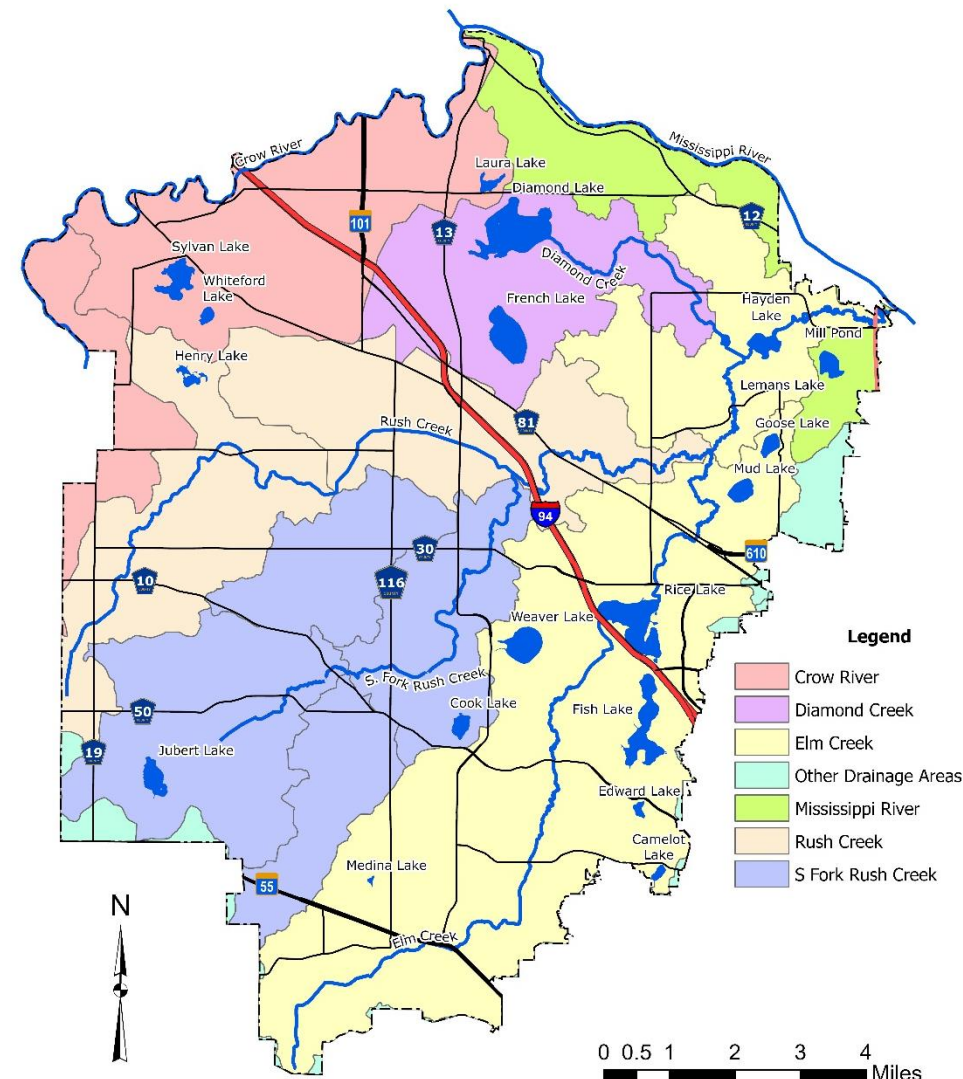 Crow River
Mississippi River
Laura Lake
Diamond Lake
101
13
12
Sylvan Lake
Whiteford
Lake
Diamond Creek
French Lake
Hayden
Lake
Mill Pond
Henry Lake
Lemans Lake
Rush Creek
81
Goose Lake
Mud Lake
94
30
610
10
116
Rice Lake
Weaver Lake
S. Fork Rush Creek
50
Cook Lake
Fish Lake
19
Jubert Lake
Edward Lake
Camelot
Lake
Medina Lake
55
Elm Creek
Legend
Crow River
Diamond Creek
Elm Creek
Other Drainage Areas
Mississippi River
Rush Creek
S Fork Rush Creek
N
0 0.5 1 2 3 4
Miles